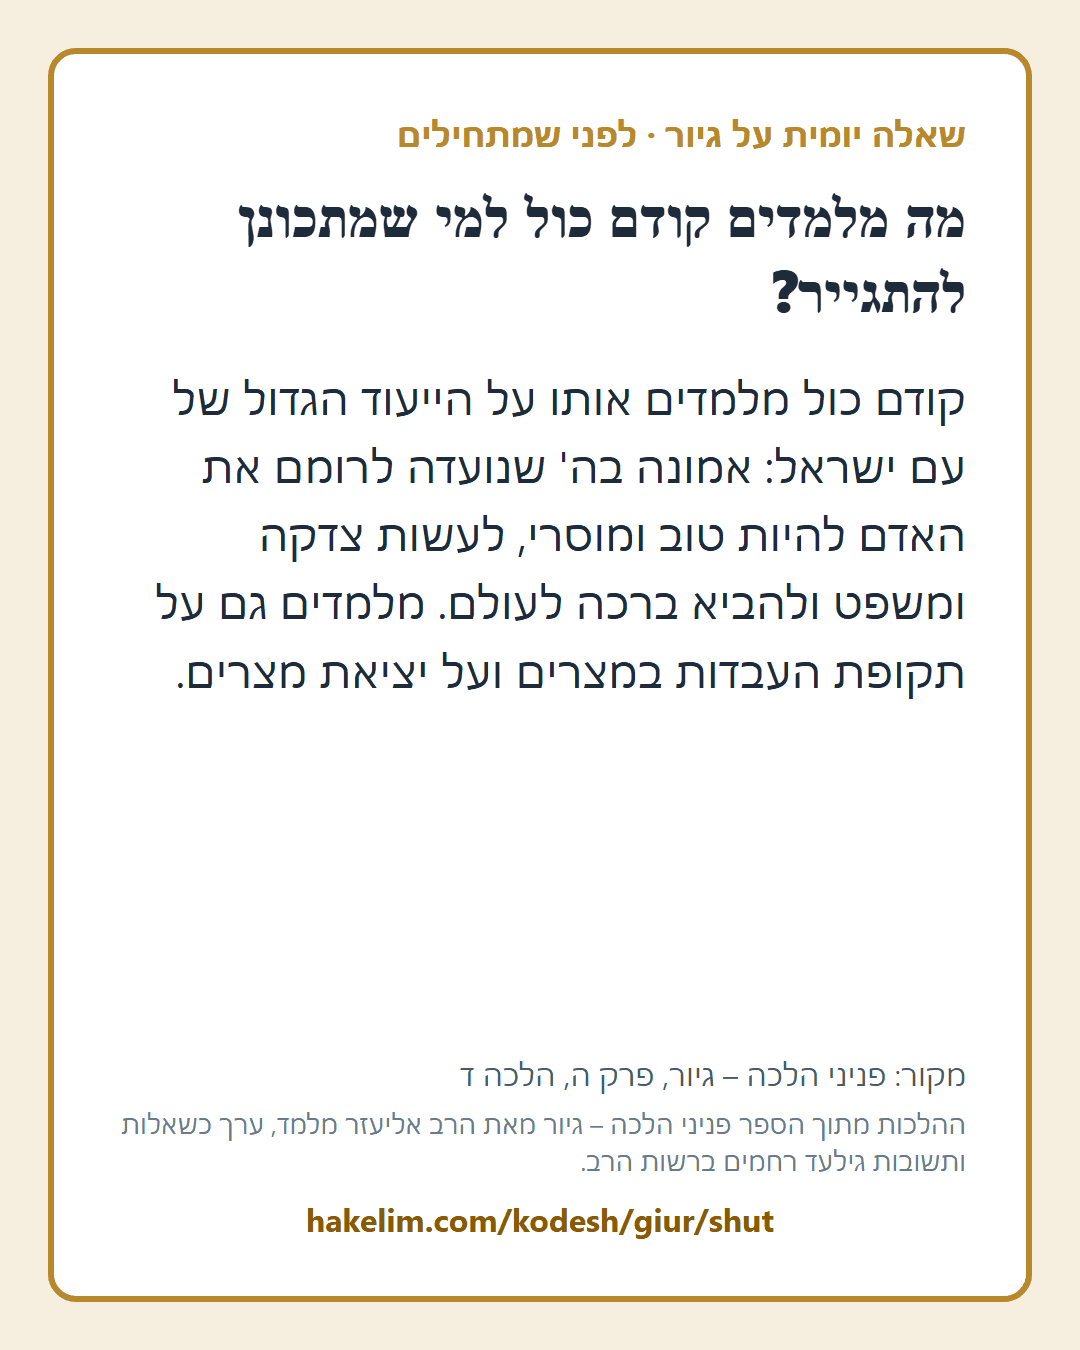 שאלה יומית על גיור · לפני שמתחילים
מה מלמדים קודם כול למי שמתכונן
להתגייר?
קודם כול מלמדים אותו על הייעוד הגדול של
עם ישראל: אמונה בה' שנועדה לרומם את
האדם להיות טוב ומוסרי, לעשות צדקה
ומשפט ולהביא ברכה לעולם. מלמדים גם על
תקופת העבדות במצרים ועל יציאת מצרים.
מקור: פניני הלכה – גיור, פרק ה, הלכה ד
ההלכות מתוך הספר פניני הלכה – גיור מאת הרב אליעזר מלמד, ערך כשאלות
ותשובות גילעד רחמים ברשות הרב.
hakelim.com/kodesh/giur/shut